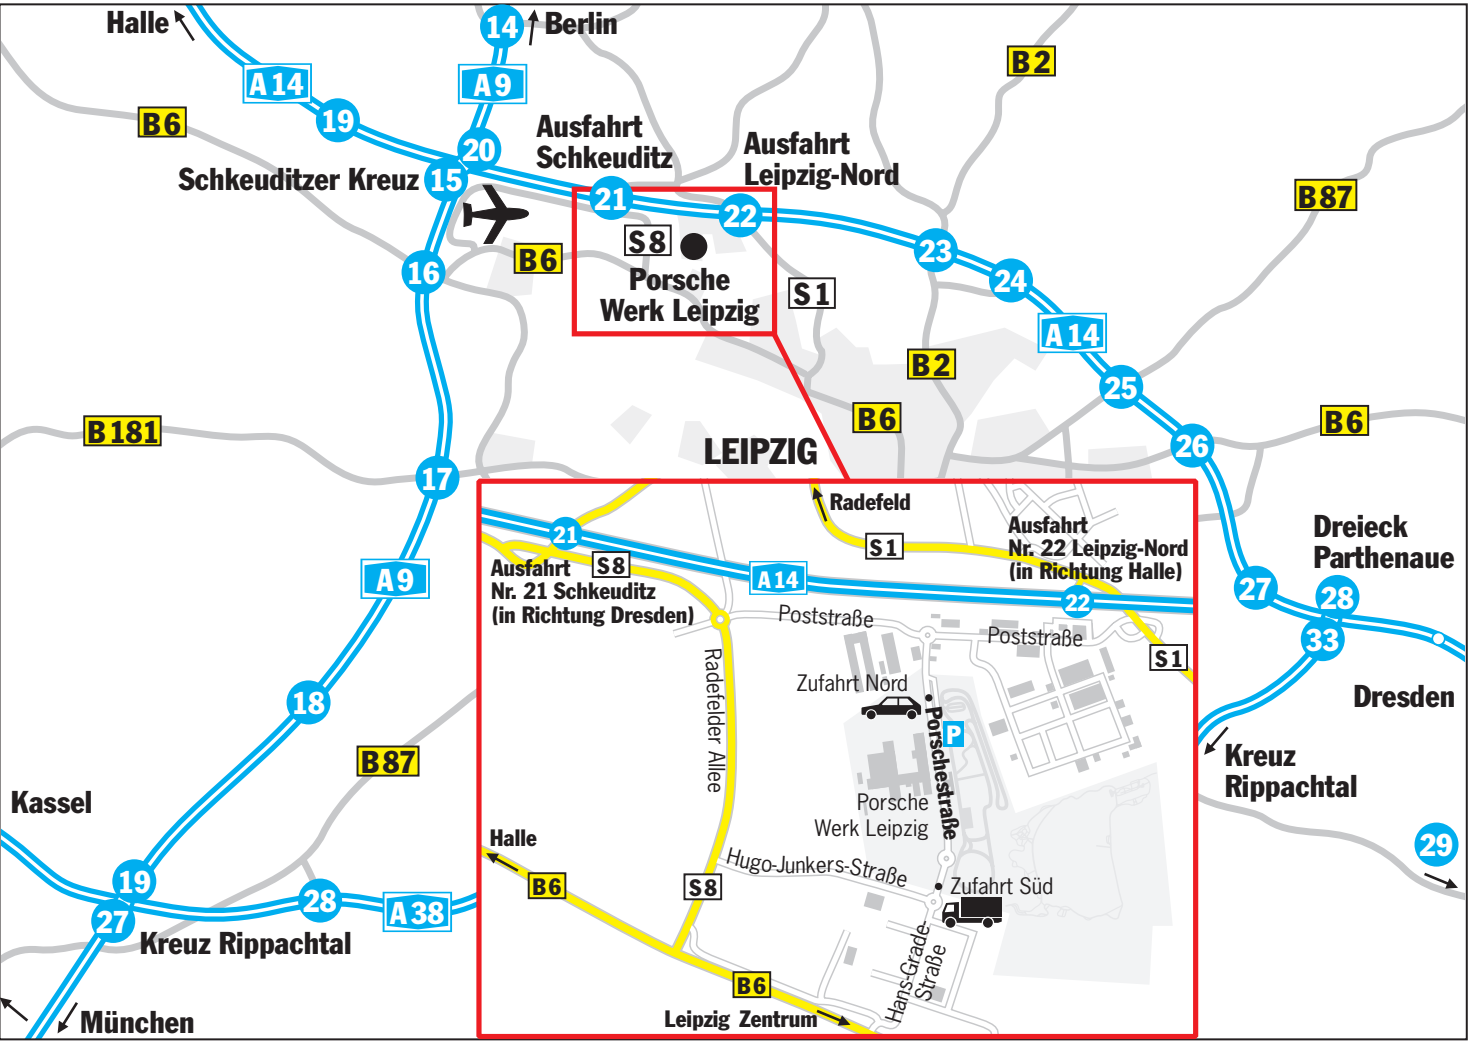 Halle
14
Berlin
B2
A14
A9
19
B6
20
Ausfahrt
Schkeuditz
Ausfahrt
Leipzig-Nord
Schkeuditzer Kreuz
15
21
22
B87
S8
23
B6
16
24
Porsche
Werk Leipzig
S1
A14
B2
25
B181
B6
B6
26
LEIPZIG
17
Radefeld
21
S1
Ausfahrt
Nr. 22 Leipzig-Nord
(in Richtung Halle)
Dreieck
Parthenaue
Ausfahrt
Nr. 21 Schkeuditz
(in Richtung Dresden)
S8
A14
A9
22
27
28
Poststraße
Poststraße
33
S1
Radefelder Allee
Zufahrt Nord
Dresden
18
Porschestraße
P
B87
Kreuz
Rippachtal
Kassel
Porsche
Werk Leipzig
Halle
29
Hugo-Junkers-Straße
19
B6
S8
Zufahrt Süd
28
A38
27
Kreuz Rippachtal
Hans-Grade-
Straße
B6
München
Leipzig Zentrum